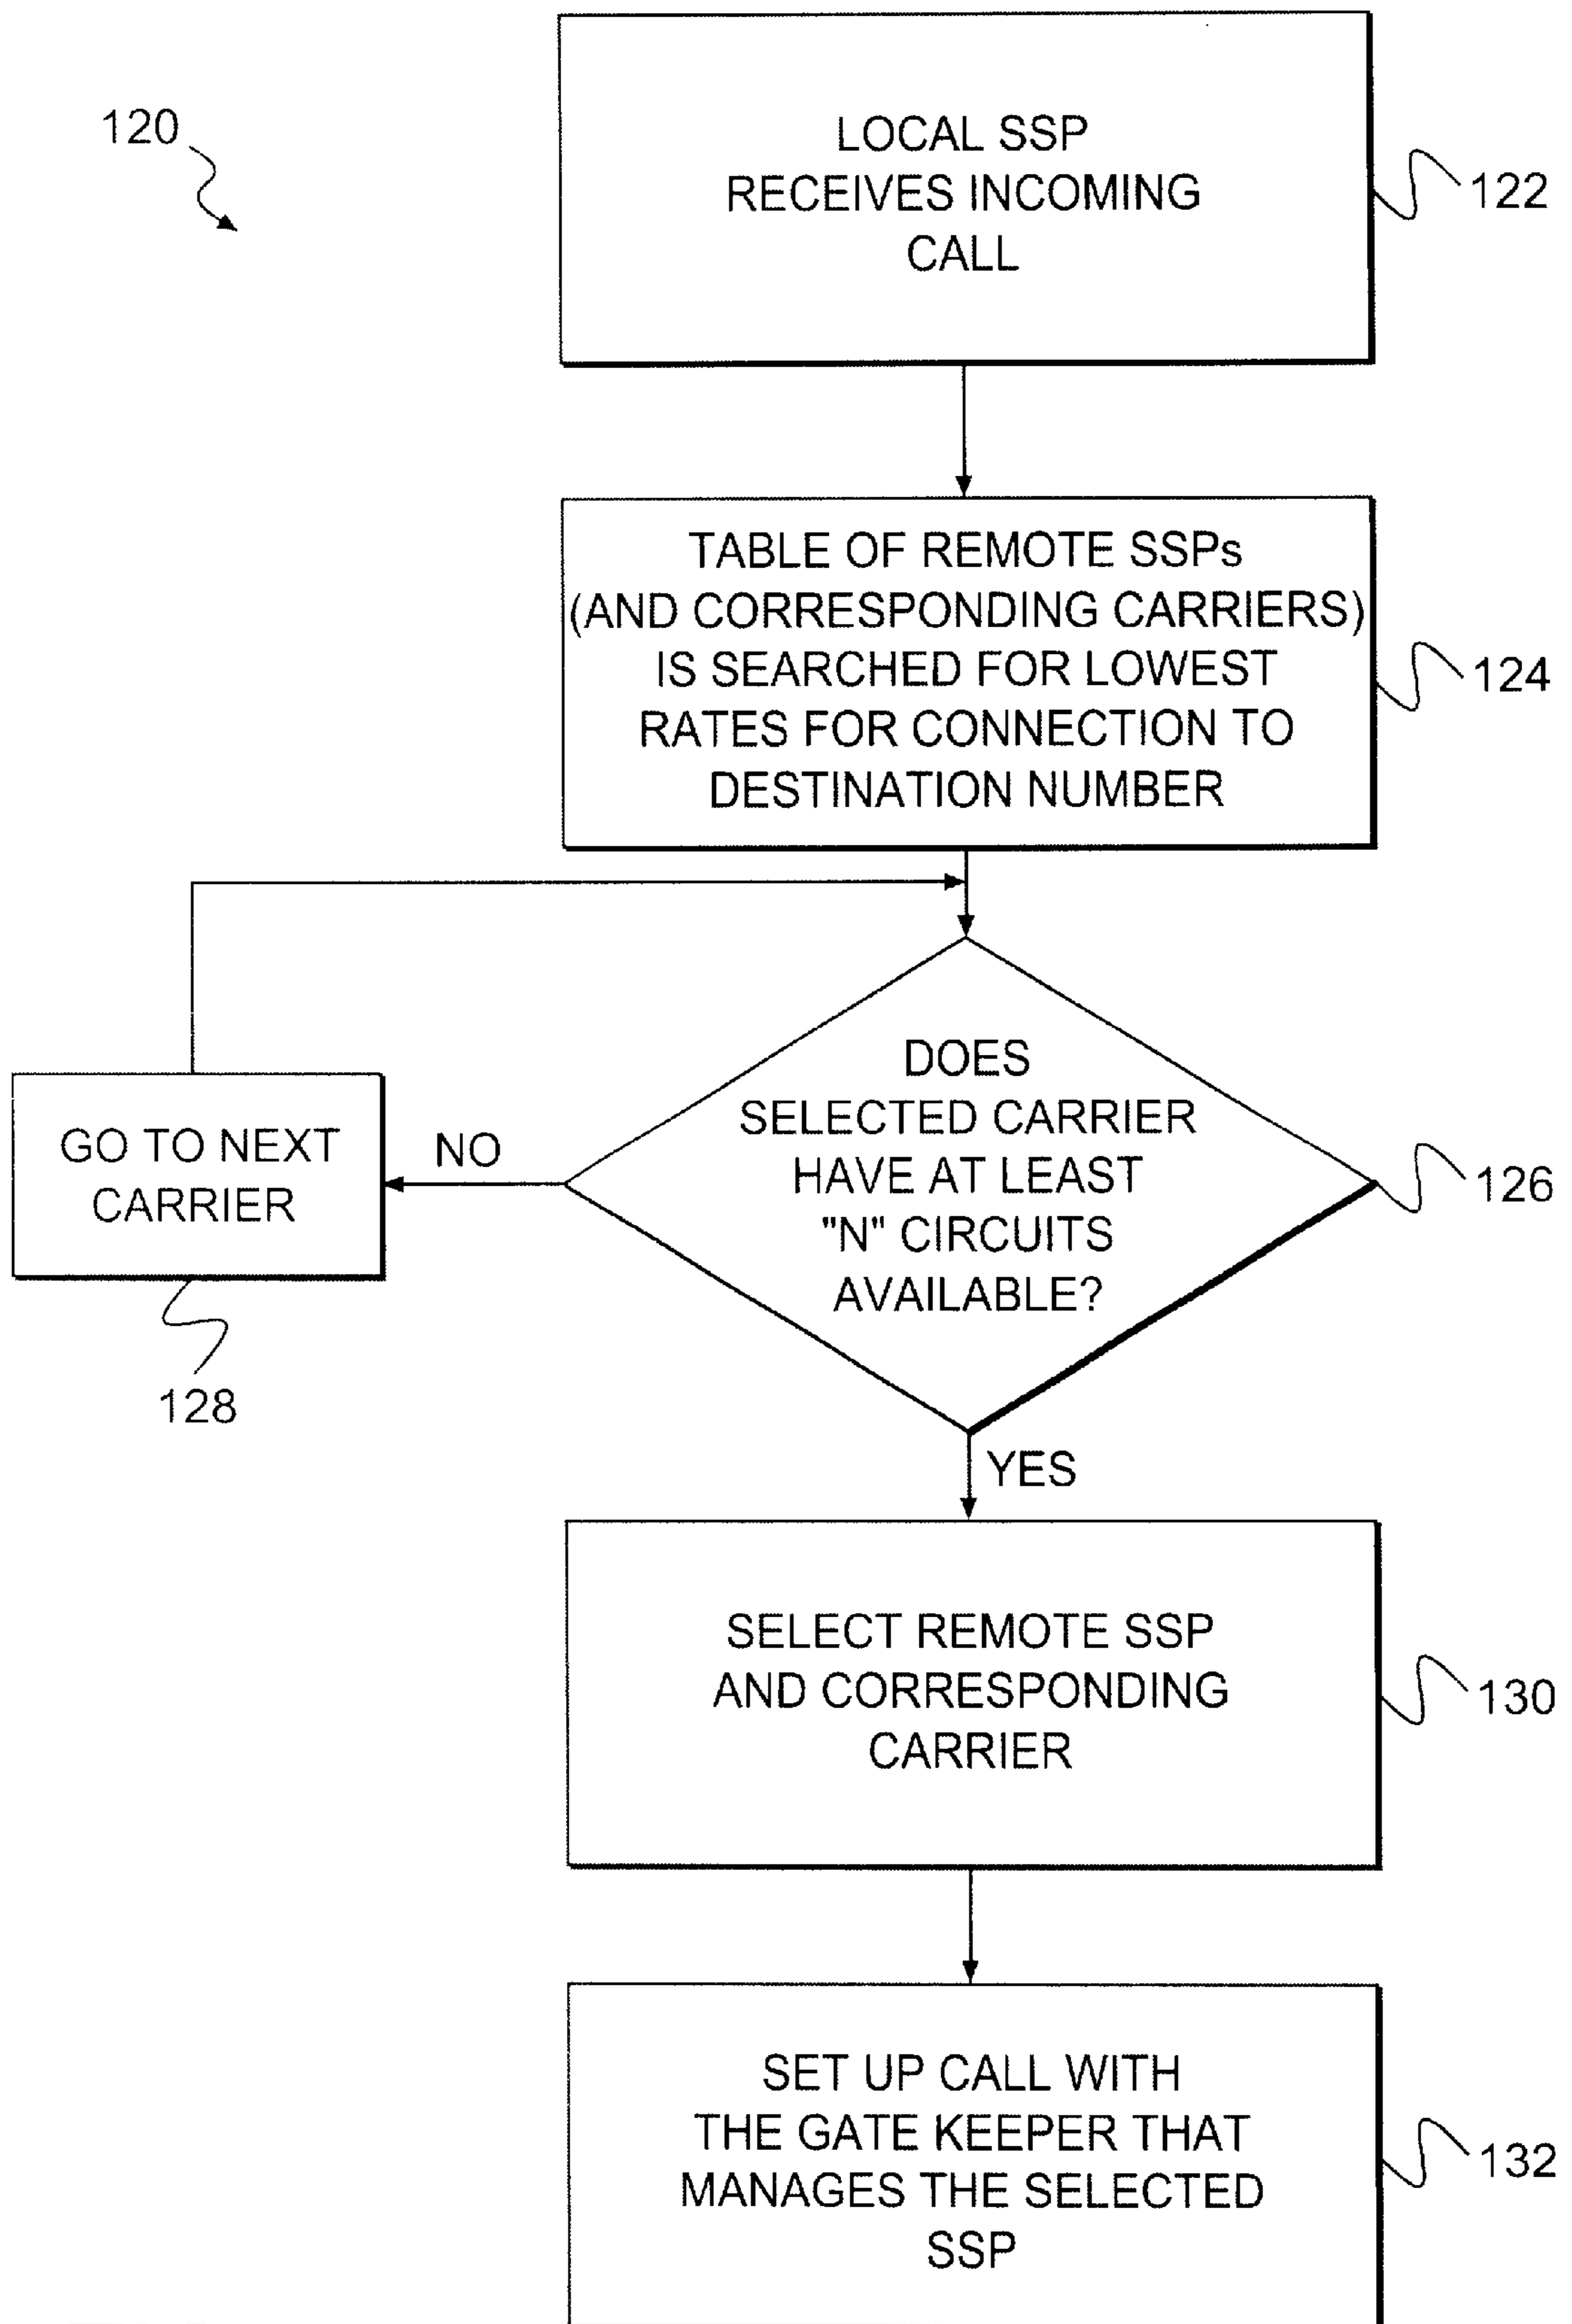 120
LOCAL SSP
RECEIVES INCOMING
CALL
122
TABLE OF REMOTE SSPs
(AND CORRESPONDING CARRIERS)
IS SEARCHED FOR LOWEST
RATES FOR CONNECTION TO
DESTINATION NUMBER
124
DOES
SELECTED CARRIER
HAVE AT LEAST
"N" CIRCUITS
AVAILABLE?
126
NO
GO TO NEXT
CARRIER
128
YES
SELECT REMOTE SSP
AND CORRESPONDING
CARRIER
130
SET UP CALL WITH
THE GATE KEEPER THAT
MANAGES THE SELECTED
SSP
132